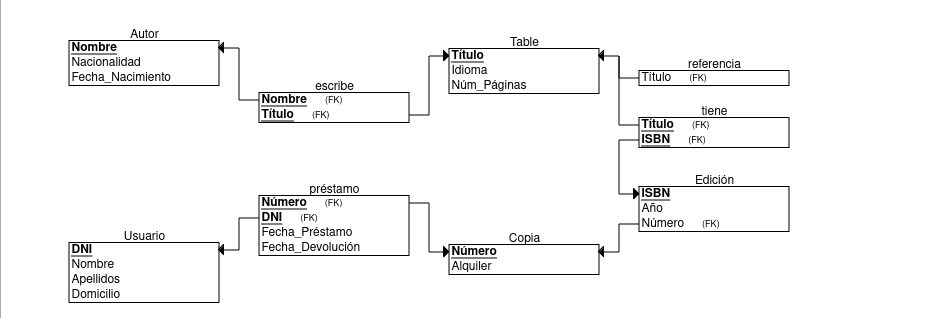 Autor
Nombre
Nacionalidad
Fecha_Nacimiento
escribe
Nombre (FK)
Título (FK)
Table
Título
Idioma
Núm_Páginas
referencia
Título (FK)
tiene
Título (FK)
ISBN (FK)
Edición
ISBN
Año
Número (FK)
préstamo
Número (FK)
DNI (FK)
Fecha_Préstamo
Fecha_Devolución
Usuario
DNI
Nombre
Apellidos
Domicilio
Copia
Número
Alquiler